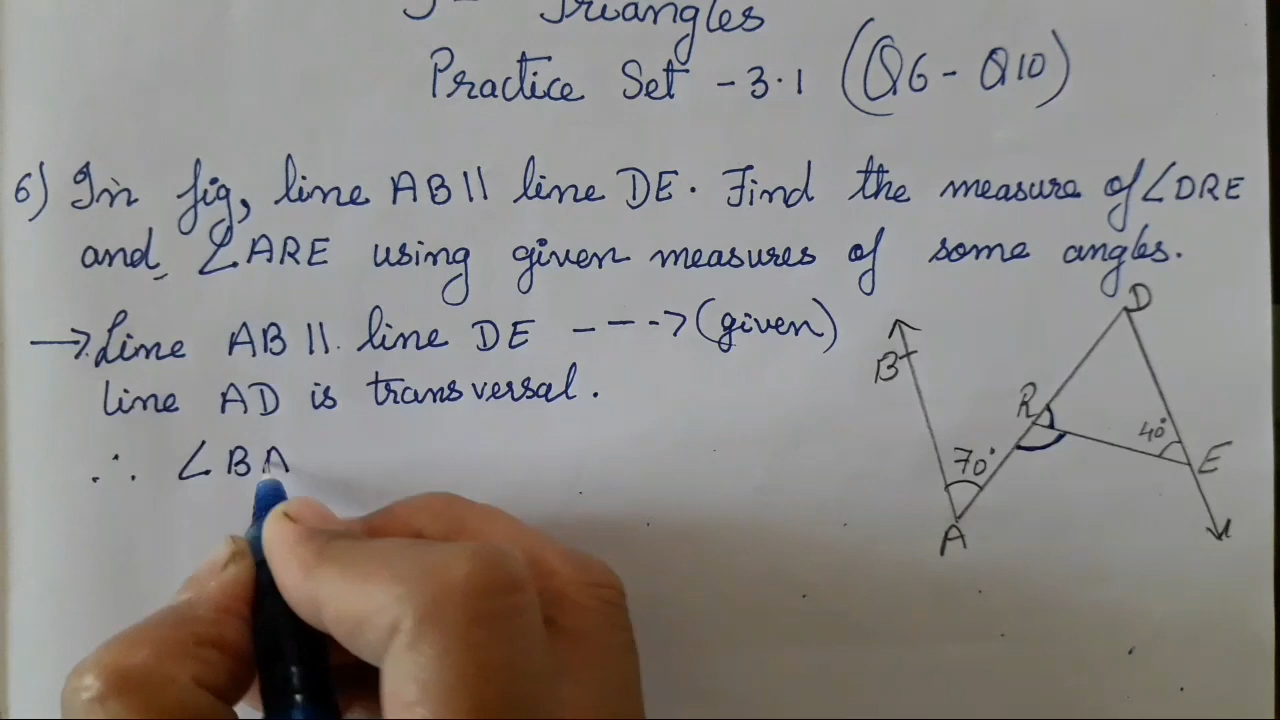 Triangles
Practice Set - 3.1 (Q6 - Q10)
6) In fig, line AB || line DE. Find the measure of ∠DRE
and, ∠ARE using given measures of some angles.
→ Line AB || line DE ----> (given)
line AD is transversal.
∴ ∠BA
D
B
R
40°
E
70°
A